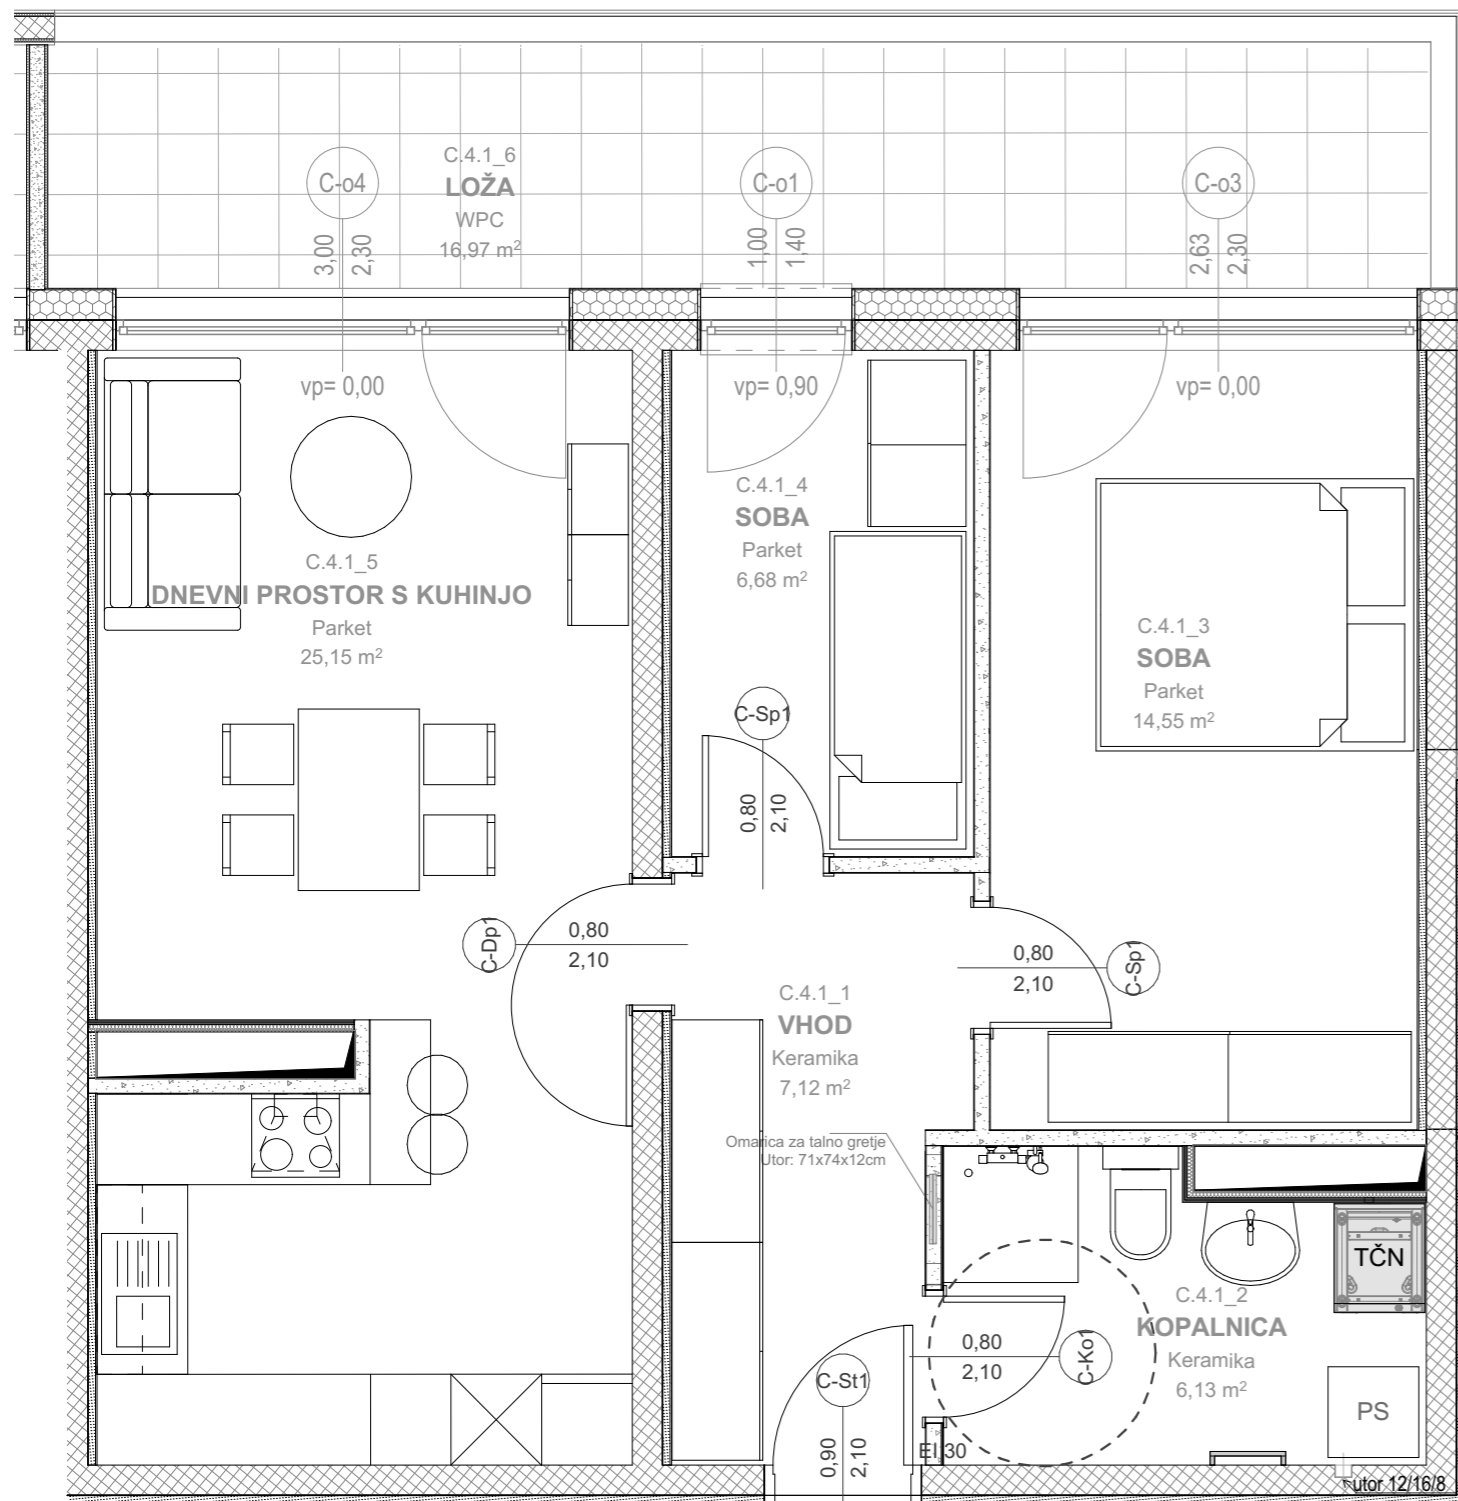 C.4.1_6
LOŽA
WPC
16,97 m²
C-o4
3,00
2,30
vp= 0,00
C-o1
1,00
1,40
vp= 0,90
C-o3
2,63
2,30
vp= 0,00
C.4.1_5
DNEVNI PROSTOR S KUHINJO
Parket
25,15 m²
C.4.1_4
SOBA
Parket
6,68 m²
C.4.1_3
SOBA
Parket
14,55 m²
C-Sp1
0,80
2,10
C-Dp1
0,80
2,10
0,80
2,10
C-Sp1
C.4.1_1
VHOD
Keramika
7,12 m²
Omarica za talno gretje
Utor: 71x74x12cm
TČN
C.4.1_2
KOPALNICA
Keramika
6,13 m²
0,80
2,10
C-Ko1
C-St1
0,90
2,10
EI 30
PS
utor 12/16/8